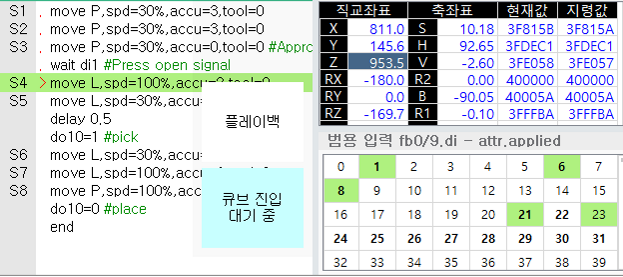 S1 , move P,spd=30%,accu=3,tool=0
S2 , move P,spd=30%,accu=3,tool=0
S3 , move P,spd=30%,accu=0,tool=0 #Appro
, wait di1 #Press open signal
S4 >move L,spd=100%,accu=3,tool=0
S5 move L,spd=30%,accu=
delay 0,5
do10=1 #pick
S6 move L,spd=30%,accu=
S7 move L,spd=100%,accu=
S8 move P,spd=100%,accu=
do10=0 #place
end
플레이백
큐브 진입
대기 중
직교좌표 축좌표 현재값 지령값
X 811.0 S 10.18 3F815B 3F815A
Y 145.6 H 92.65 3FDEC1 3FDEC1
Z 953.5 V -2.60 3FE058 3FE057
RX -180.0 R2 0.00 400000 400000
RY 0.0 B -90.05 40005A 40005A
RZ -169.7 R1 -0.10 3FFFBA 3FFFBA
범용 입력 fb0/9.di - attr.applied
0 1 2 3 4 5 6 7
8 9 10 11 12 13 14 15
16 17 18 19 20 21 22 23
24 25 26 27 28 29 30 31
32 33 34 35 36 37 38 39